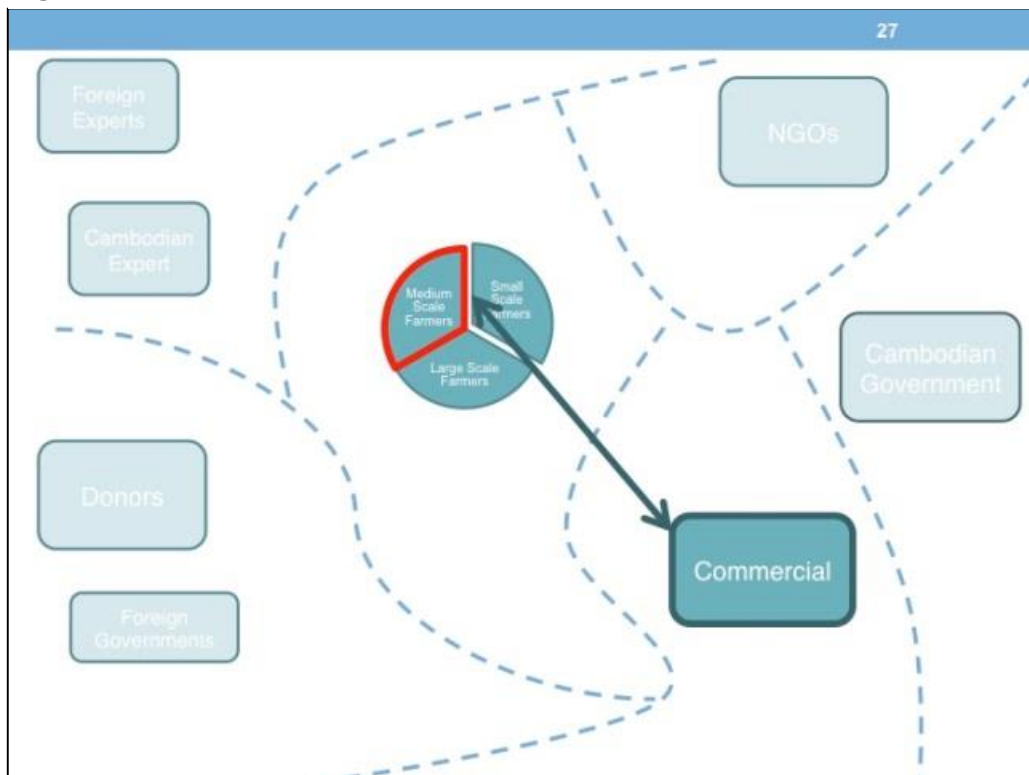 27
Foreign
Experts
NGOs
Cambodian
Expert
Medium
Scale
Farmers
Small
Scale
Farmers
Large Scale
Farmers
Cambodian
Government
Donors
Commercial
Foreign
Governments